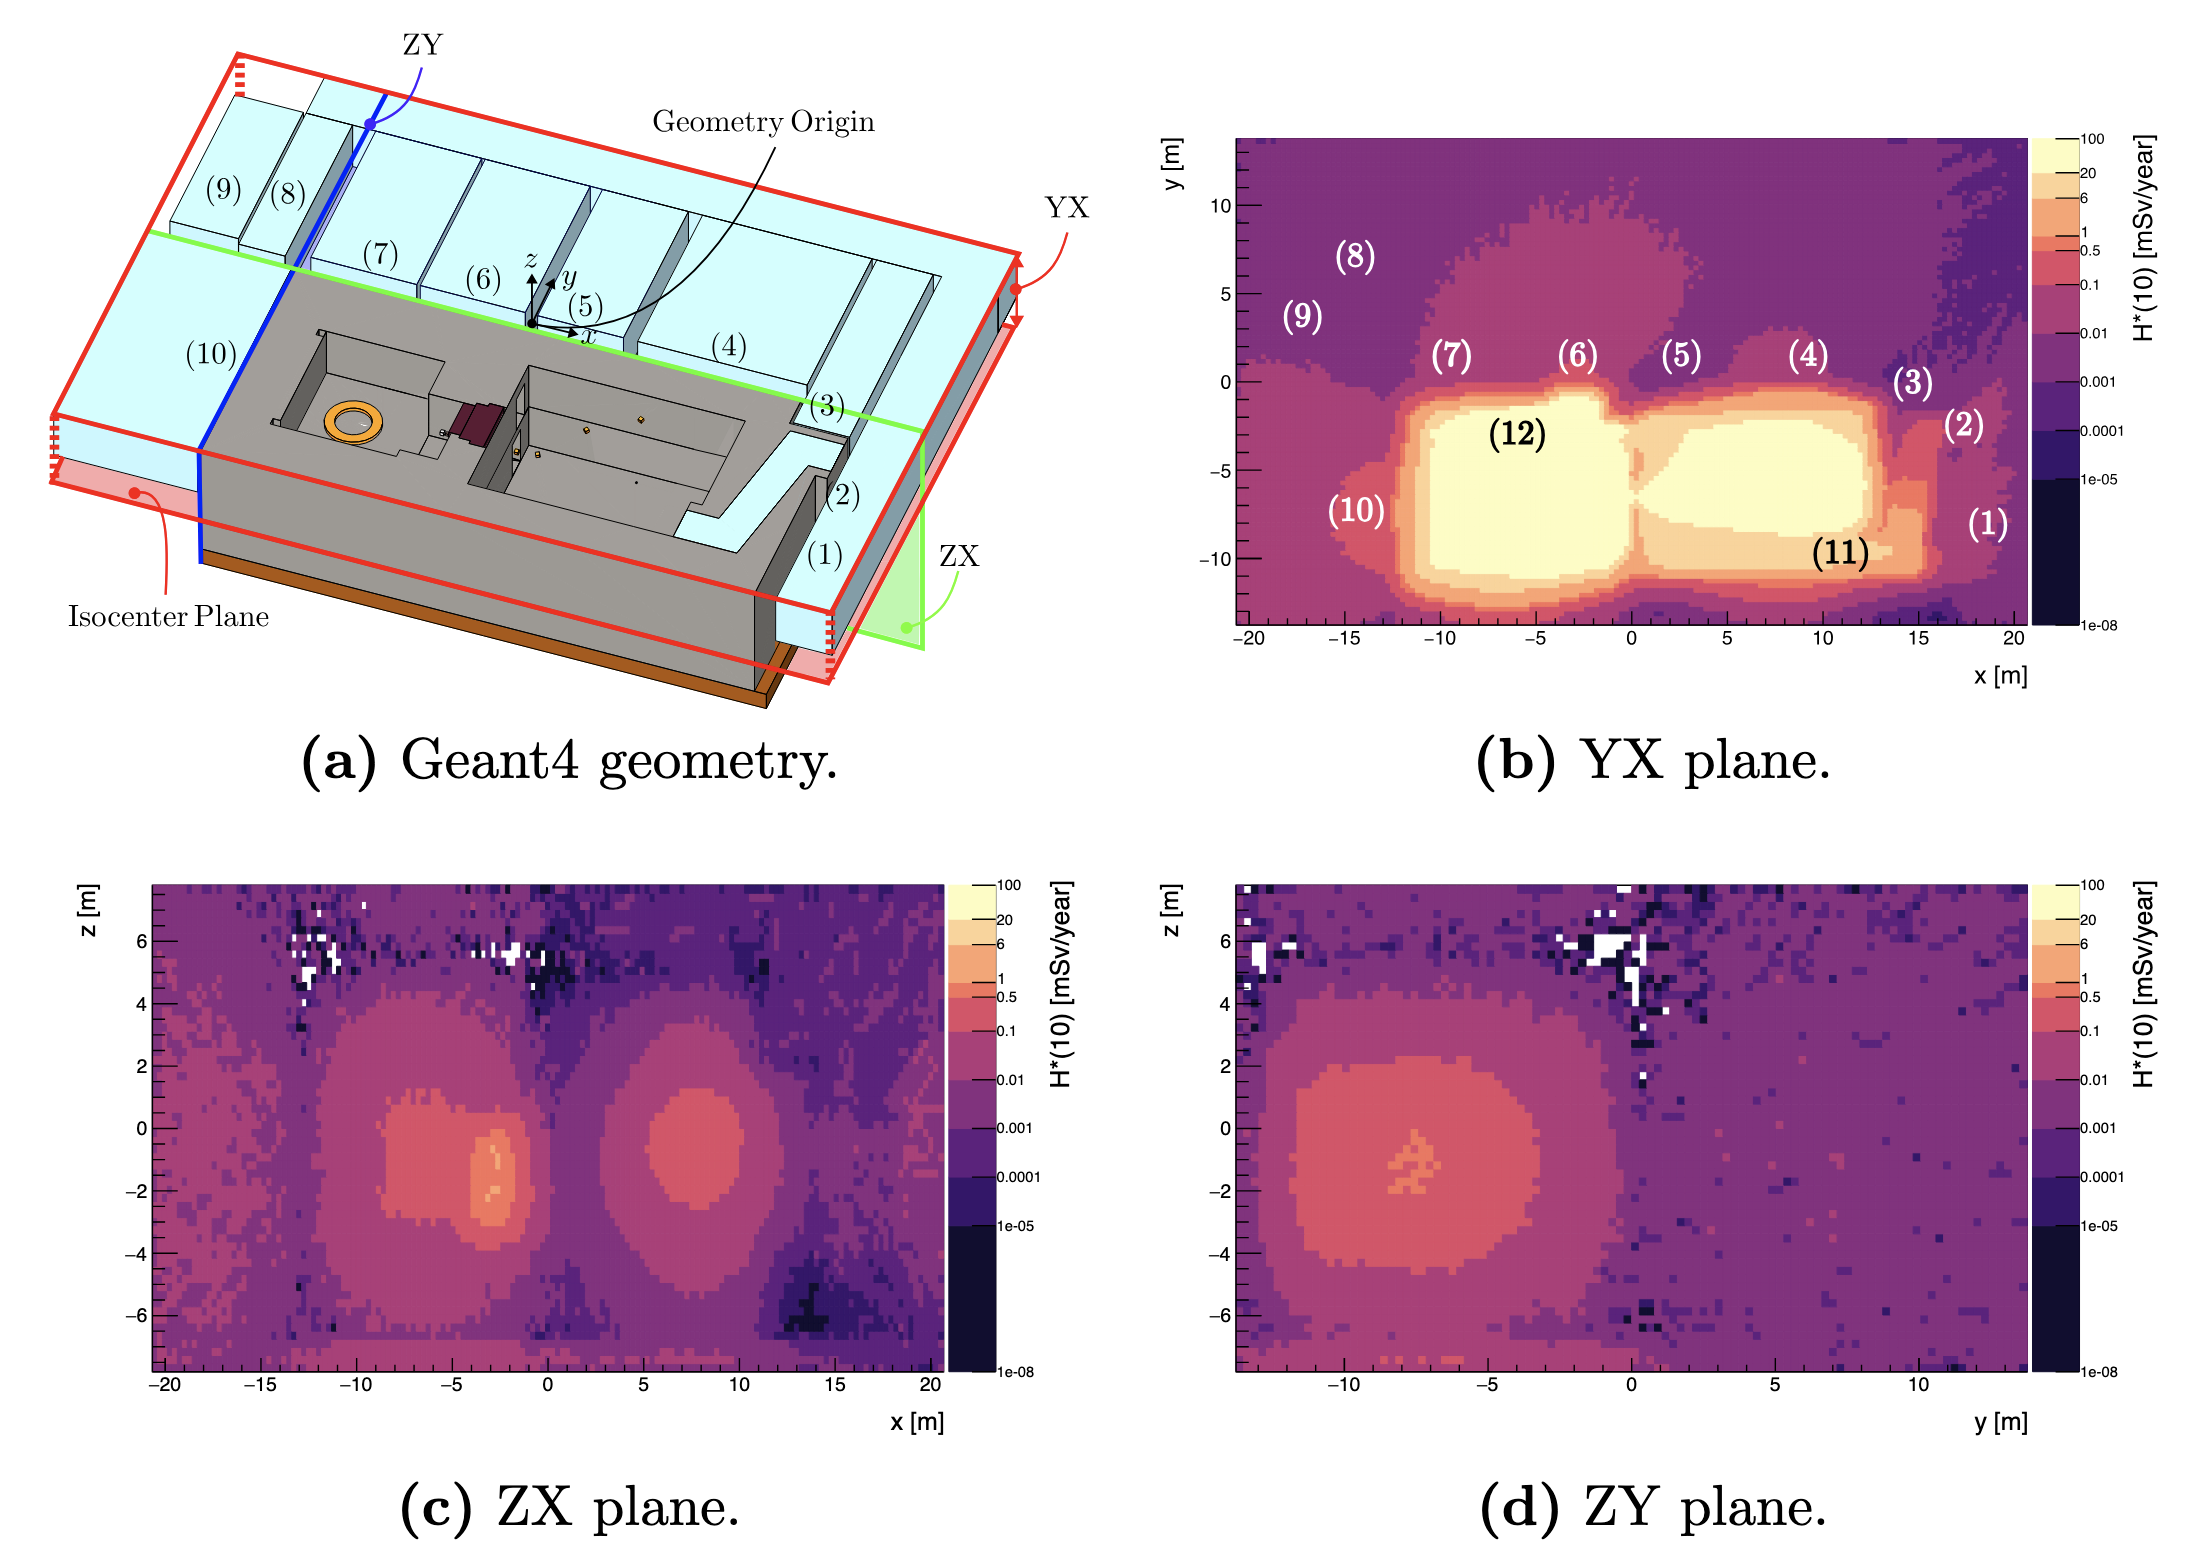 ZY
Geometry Origin
YX
(9)
(8)
(7)
(6)
(5)
(4)
(3)
(2)
(1)
(10)
z
y
x
ZX
Isocenter Plane
(a) Geant4 geometry.
y [m]
10
5
0
−5
−10
−20 −15 −10 −5 0 5 10 15 20
x [m]
(8)
(9)
(7) (6) (5) (4)
(3)
(2)
(12)
(10)
(1)
(11)
100
20
6
1
0.5
0.1
0.01
0.001
0.0001
1e-05
1e-08
H*(10) [mSv/year]
(b) YX plane.
z [m]
6
4
2
0
−2
−4
−6
−20 −15 −10 −5 0 5 10 15 20
x [m]
100
20
6
1
0.5
0.1
0.01
0.001
0.0001
1e-05
1e-08
H*(10) [mSv/year]
(c) ZX plane.
z [m]
6
4
2
0
−2
−4
−6
−10 −5 0 5 10
y [m]
100
20
6
1
0.5
0.1
0.01
0.001
0.0001
1e-05
1e-08
H*(10) [mSv/year]
(d) ZY plane.